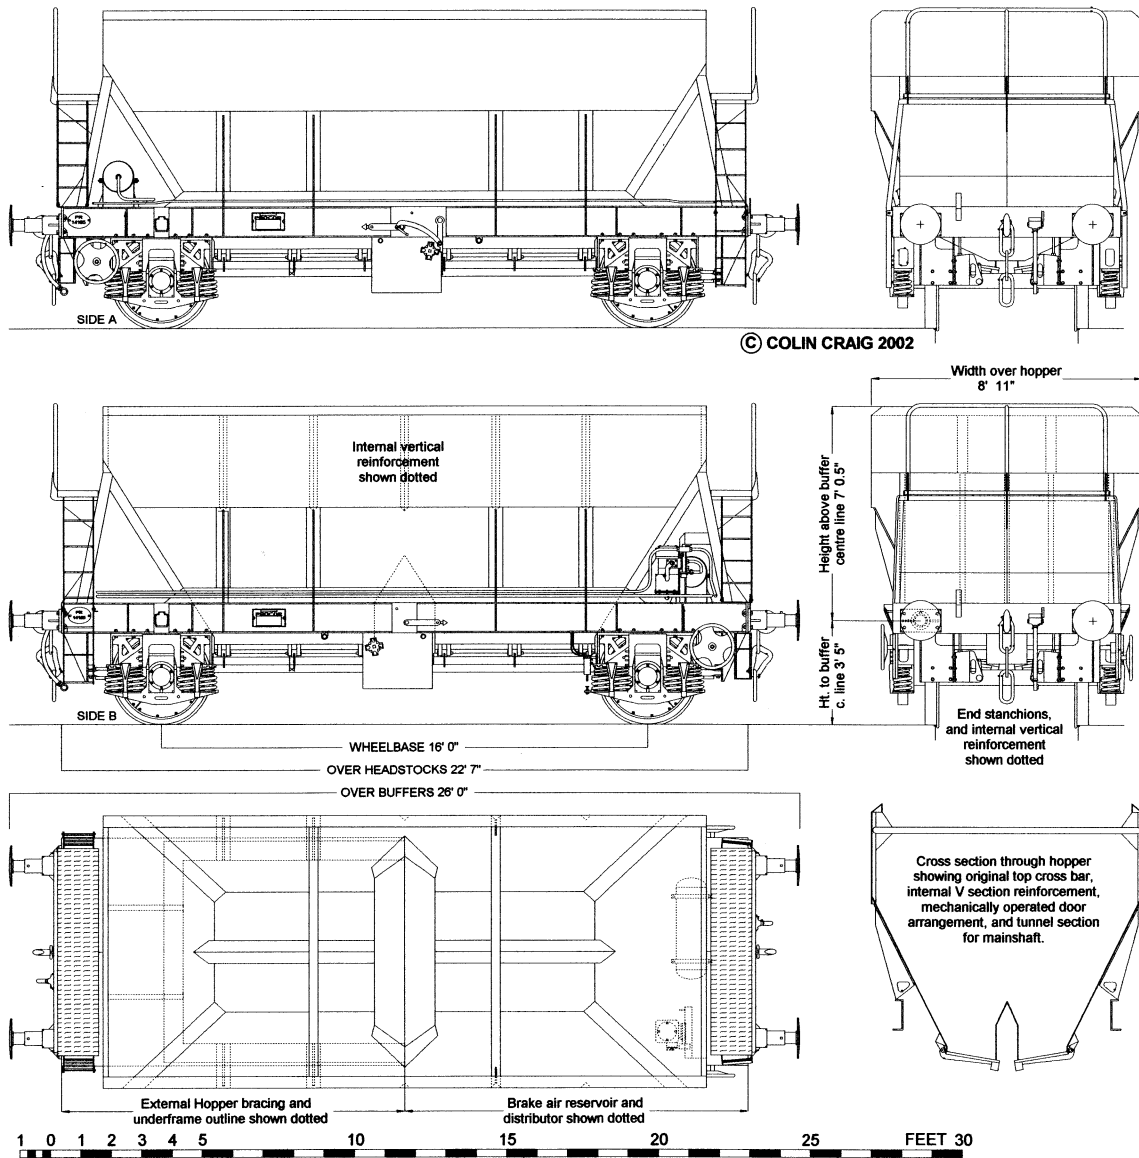 SIDE A
© COLIN CRAIG 2002
Width over hopper
8' 11"
Internal vertical
reinforcement
shown dotted
Height above buffer
centre line 7' 0.5"
Ht. to buffer
c. line 3' 5"
SIDE B
End stanchions,
and internal vertical
reinforcement
shown dotted
WHEELBASE 16' 0"
OVER HEADSTOCKS 22' 7"
OVER BUFFERS 26' 0"
Cross section through hopper
showing original top cross bar,
internal V section reinforcement,
mechanically operated door
arrangement, and tunnel section
for mainshaft.
External Hopper bracing and
underframe outline shown dotted
Brake air reservoir and
distributor shown dotted
1 0 1 2 3 4 5 10 15 20 25 FEET 30